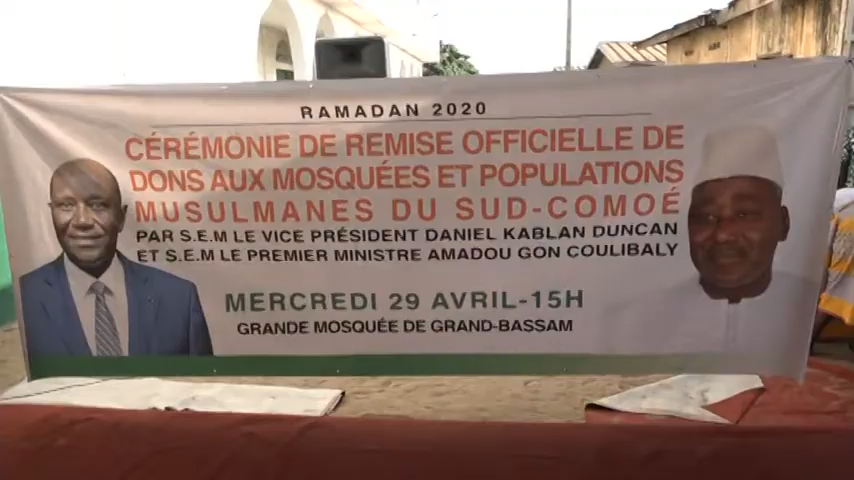 RAMADAN 2020
CÉRÉMONIE DE REMISE OFFICIELLE DE
DONS AUX MOSQUÉES ET POPULATIONS
MUSULMANES DU SUD-COMOÉ
PAR S.E.M LE VICE PRÉSIDENT DANIEL KABLAN DUNCAN
ET S.E.M LE PREMIER MINISTRE AMADOU GON COULIBALY
MERCREDI 29 AVRIL-15H
GRANDE MOSQUÉE DE GRAND-BASSAM